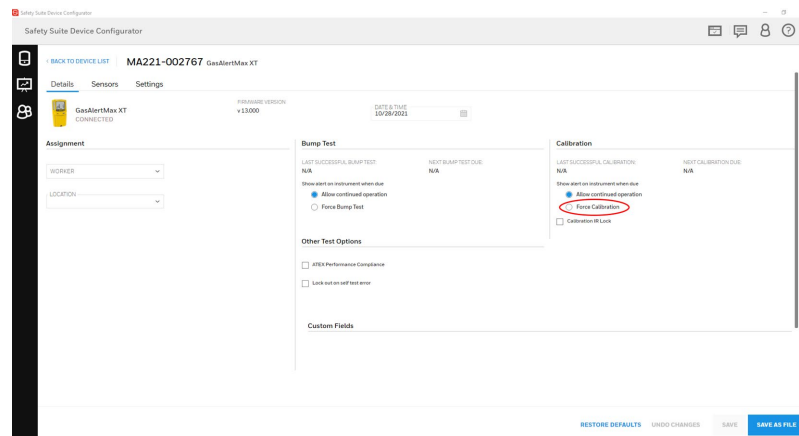 Safety Suite Device Configurator
Safety Suite Device Configurator
< BACK TO DEVICE LIST MA221-002767 GasAlertMax XT
Details Sensors Settings
GasAlertMax XT
CONNECTED
FIRMWARE VERSION
v 13.000
DATE & TIME
10/28/2021
Assignment
WORKER
LOCATION
Bump Test
LAST SUCCESSFUL BUMP TEST: NEXT BUMP TEST DUE:
N/A N/A
Show alert on instrument when due
Allow continued operation
Force Bump Test
Other Test Options
ATEX Performance Compliance
Lock out on self test error
Custom Fields
Calibration
LAST SUCCESSFUL CALIBRATION: NEXT CALIBRATION DUE:
N/A N/A
Show alert on instrument when due
Allow continued operation
Force Calibration
Calibration IR Lock
RESTORE DEFAULTS UNDO CHANGES SAVE SAVE AS FILE